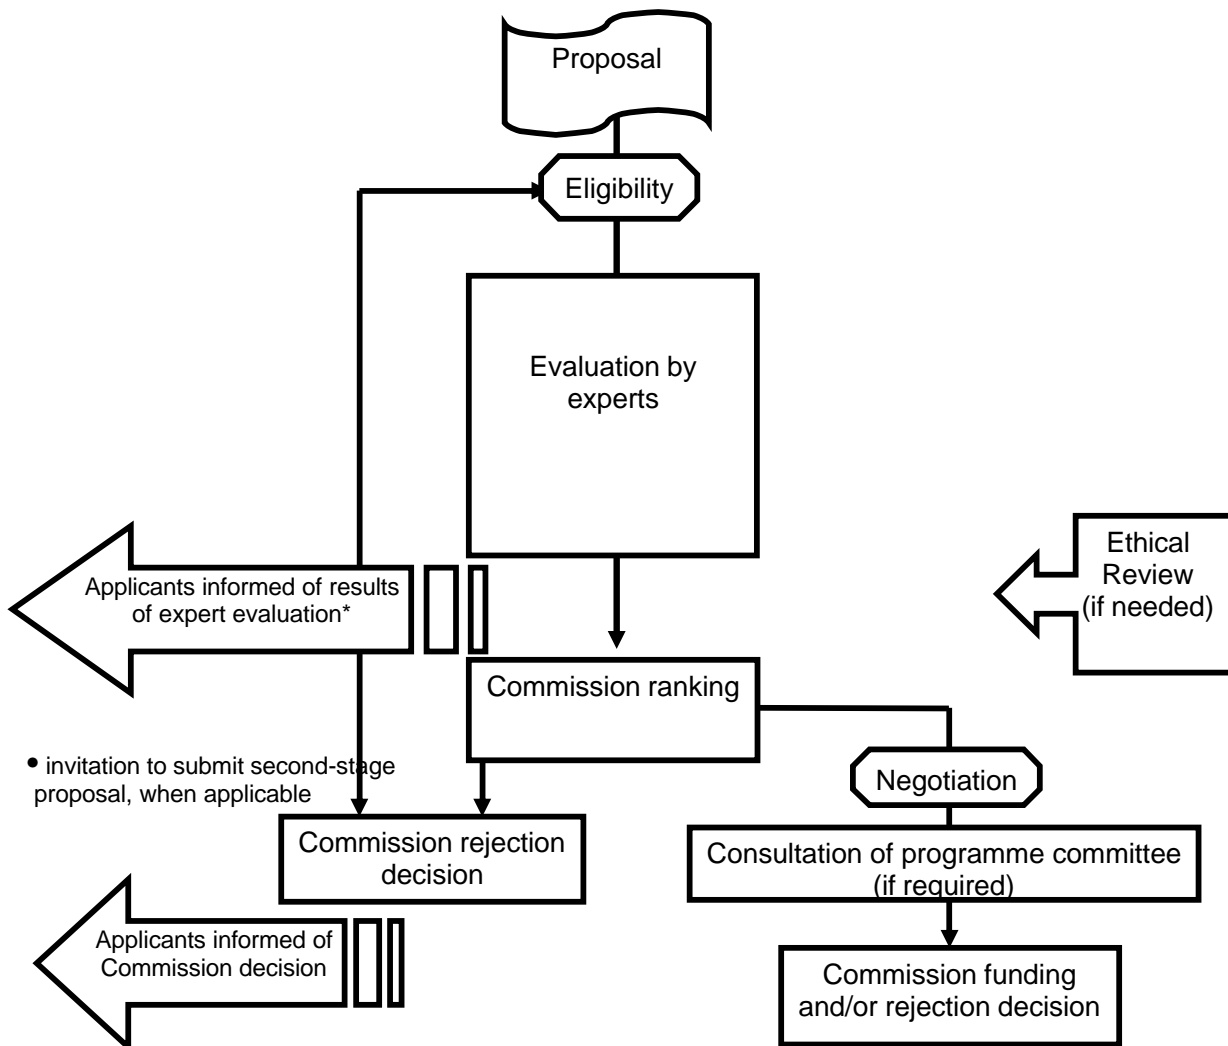 Proposal
Eligibility
Evaluation by
experts
Ethical
Review
(if needed)
Applicants informed of results
of expert evaluation*
Commission ranking
• invitation to submit second-stage
proposal, when applicable
Negotiation
Commission rejection
decision
Consultation of programme committee
(if required)
Applicants informed of
Commission decision
Commission funding
and/or rejection decision